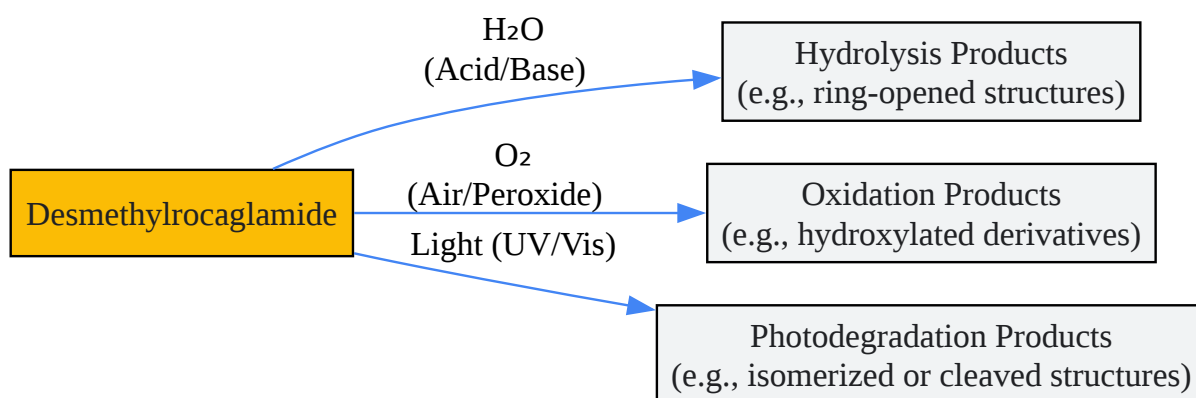 H₂O
(Acid/Base)
Hydrolysis Products
(e.g., ring-opened structures)
O₂
(Air/Peroxide)
Desmethylrocaglamide
Oxidation Products
(e.g., hydroxylated derivatives)
Light (UV/Vis)
Photodegradation Products
(e.g., isomerized or cleaved structures)